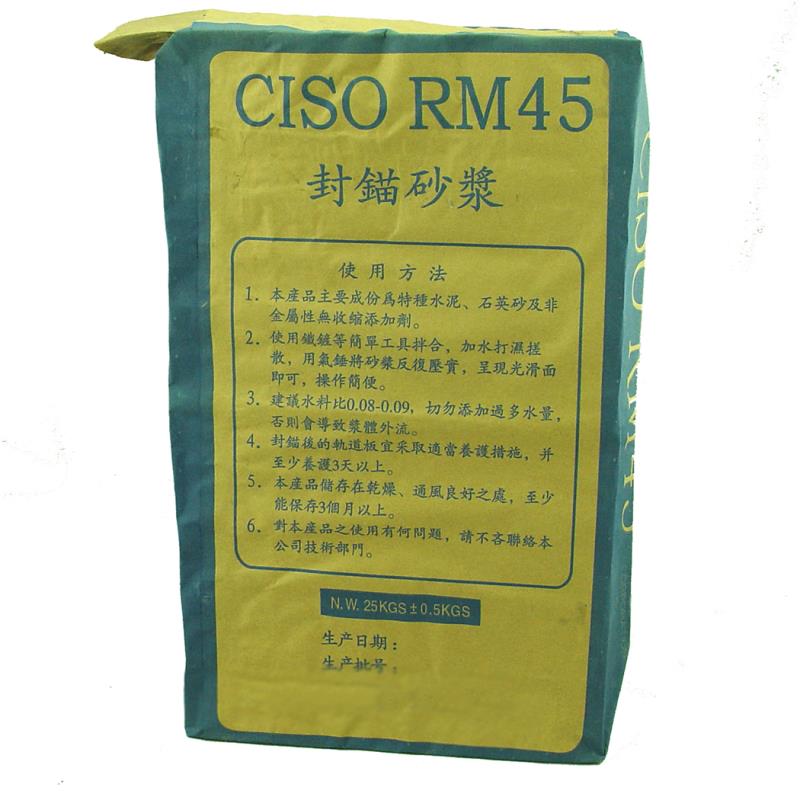 CISO RM45
封錨砂漿
使用方法
1. 本産品主要成份爲特種水泥、石英砂及非
金屬性無收縮添加劑。
2. 使用鐵鏟等簡單工具拌合，加水打濕搓
散，用氣錘將砂漿反復壓實，呈現光滑面
即可，操作簡便。
3. 建議水料比0.08-0.09，切勿添加過多水量，
否則會導致漿體外流。
4. 封錨後的軌道板宜采取適當養護措施，并
至少養護3天以上。
5. 本産品儲存在乾燥、通風良好之處，至少
能保存3個月以上。
6. 對本産品之使用有何問題，請不吝聯絡本
公司技術部門。
N.W. 25KGS±0.5KGS
生产日期：
生产批号：
CISO RM45